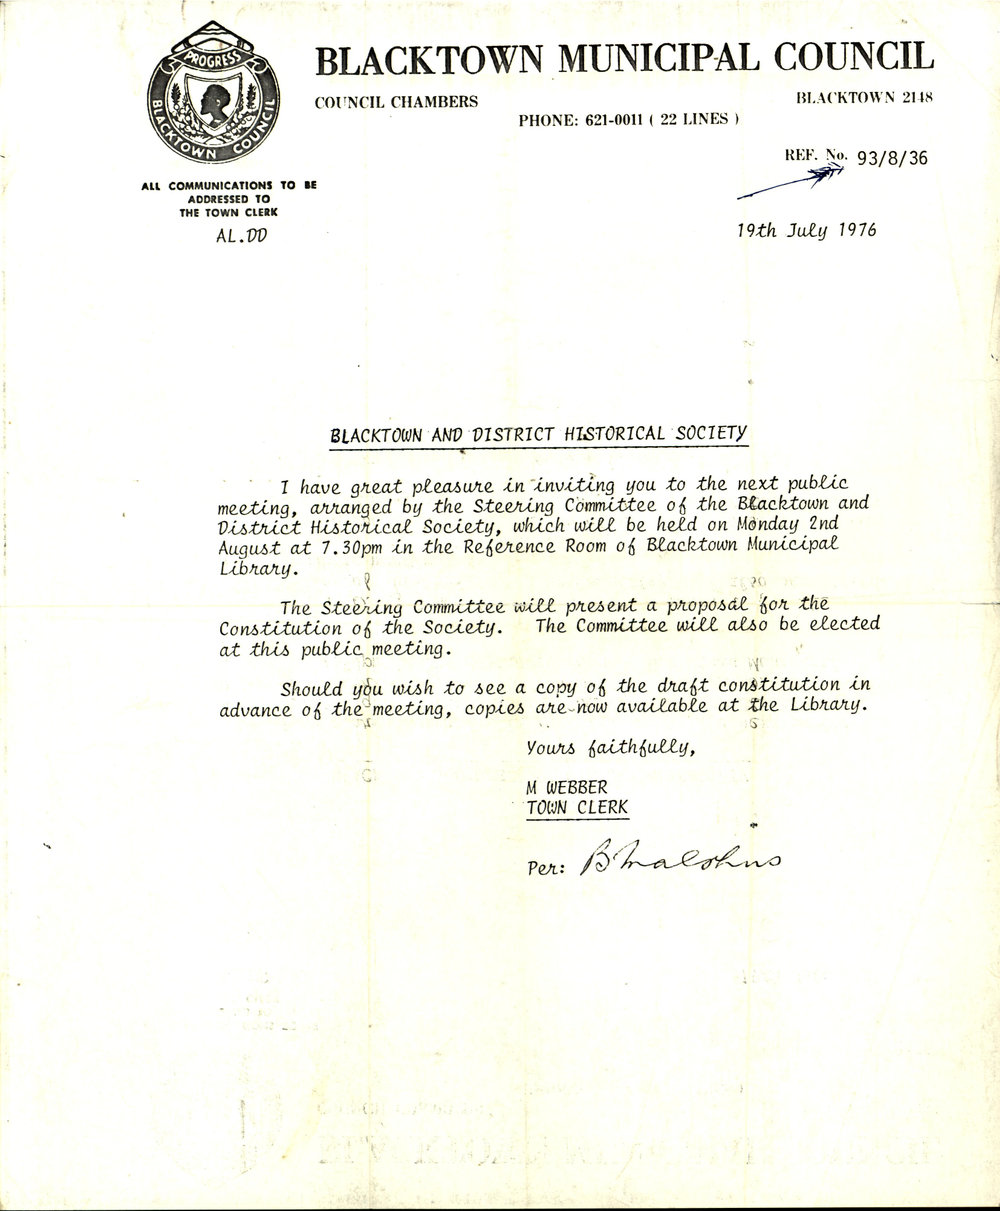 PROGRESS
BLACKTOWN COUNCIL
BLACKTOWN MUNICIPAL COUNCIL
COUNCIL CHAMBERS
BLACKTOWN 2148
PHONE: 621-0011 ( 22 LINES )
REF. No. 93/8/36
ALL COMMUNICATIONS TO BE
ADDRESSED TO
THE TOWN CLERK
AL.DD
19th July 1976
BLACKTOWN AND DISTRICT HISTORICAL SOCIETY
I have great pleasure in inviting you to the next public
meeting, arranged by the Steering Committee of the Blacktown and
District Historical Society, which will be held on Monday 2nd
August at 7.30pm in the Reference Room of Blacktown Municipal
Library.
The Steering Committee will present a proposal for the
Constitution of the Society. The Committee will also be elected
at this public meeting.
Should you wish to see a copy of the draft constitution in
advance of the meeting, copies are now available at the Library.
Yours faithfully,
M WEBBER
TOWN CLERK
Per: